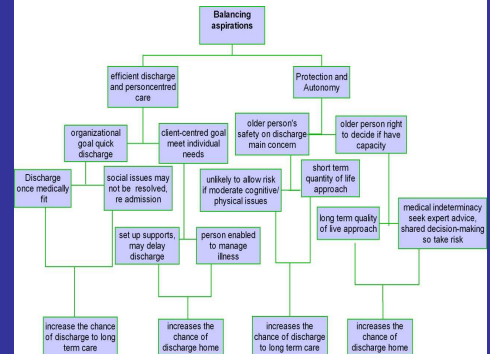 Balancing
aspirations
efficient discharge
and personcentred
care
Protection and
Autonomy
organizational
goal quick
discharge
client-centred goal
meet individual
needs
older person's
safety on discharge
main concern
older person right
to decide if have
capacity
Discharge
once medically
fit
social issues may
not be resolved,
re admission
unlikely to allow risk
if moderate cognitive/
physical issues
short term
quantity of life
approach
set up supports,
may delay
discharge
person enabled
to manage
illness
long term quality
of live approach
medical indeterminacy
seek expert advice,
shared decision-making
so take risk
increase the chance
of discharge to long
term care
increases the
chance of
discharge home
increases the
chance of discharge
to long term care
increases the
chance of
discharge home